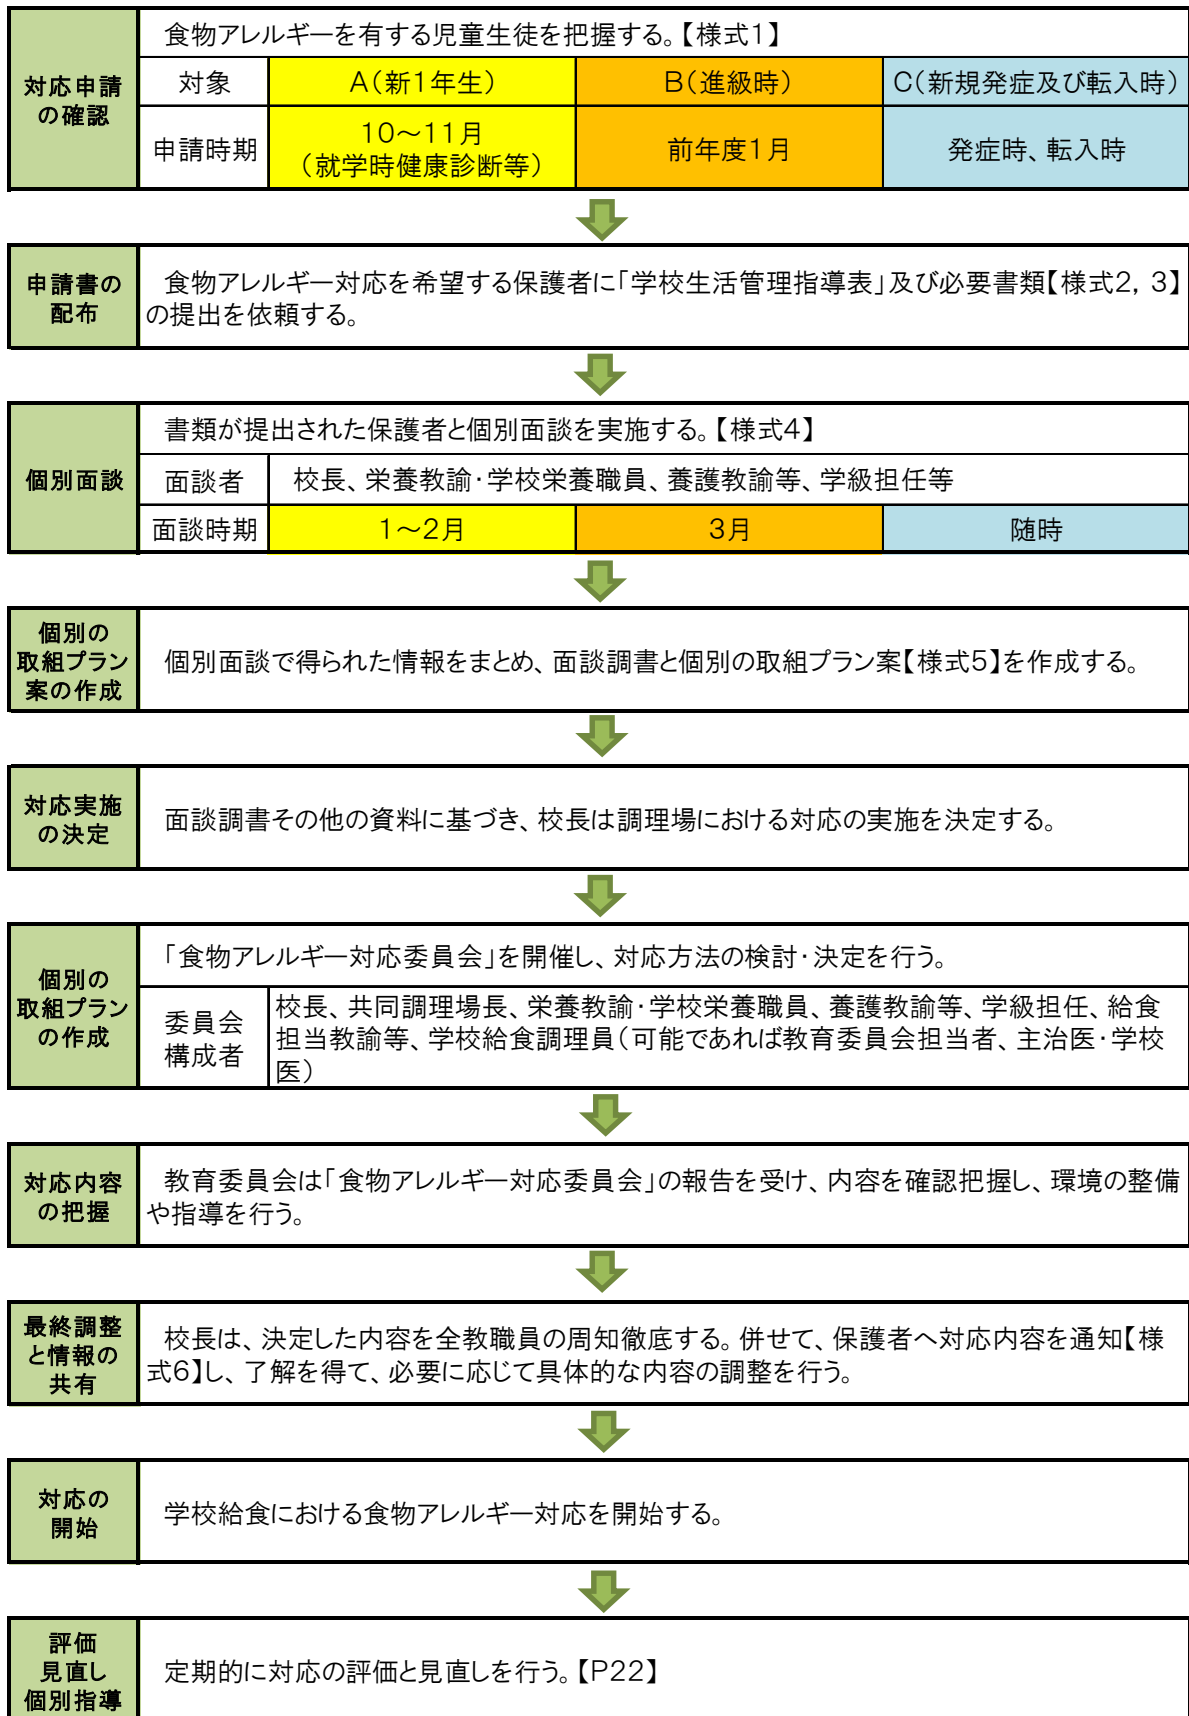 対応申請
の確認
食物アレルギーを有する児童生徒を把握する。【様式1】
対象
A(新1年生)
B(進級時)
C(新規発症及び転入時)
申請時期
10～11月
(就学時健康診断等)
前年度1月
発症時、転入時
申請書の
配布
食物アレルギー対応を希望する保護者に「学校生活管理指導表」及び必要書類【様式2, 3】
の提出を依頼する。
個別面談
書類が提出された保護者と個別面談を実施する。【様式4】
面談者
校長、栄養教諭・学校栄養職員、養護教諭等、学級担任等
面談時期
1～2月
3月
随時
個別の
取組プラン
案の作成
個別面談で得られた情報をまとめ、面談調書と個別の取組プラン案【様式5】を作成する。
対応実施
の決定
面談調書その他の資料に基づき、校長は調理場における対応の実施を決定する。
個別の
取組プラン
の作成
「食物アレルギー対応委員会」を開催し、対応方法の検討・決定を行う。
委員会
構成者
校長、共同調理場長、栄養教諭・学校栄養職員、養護教諭等、学級担任、給食
担当教諭等、学校給食調理員(可能であれば教育委員会担当者、主治医・学校
医)
対応内容
の把握
教育委員会は「食物アレルギー対応委員会」の報告を受け、内容を確認把握し、環境の整備
や指導を行う。
最終調整
と情報の
共有
校長は、決定した内容を全教職員の周知徹底する。併せて、保護者へ対応内容を通知【様
式6】し、了解を得て、必要に応じて具体的な内容の調整を行う。
対応の
開始
学校給食における食物アレルギー対応を開始する。
評価
見直し
個別指導
定期的に対応の評価と見直しを行う。【P22】